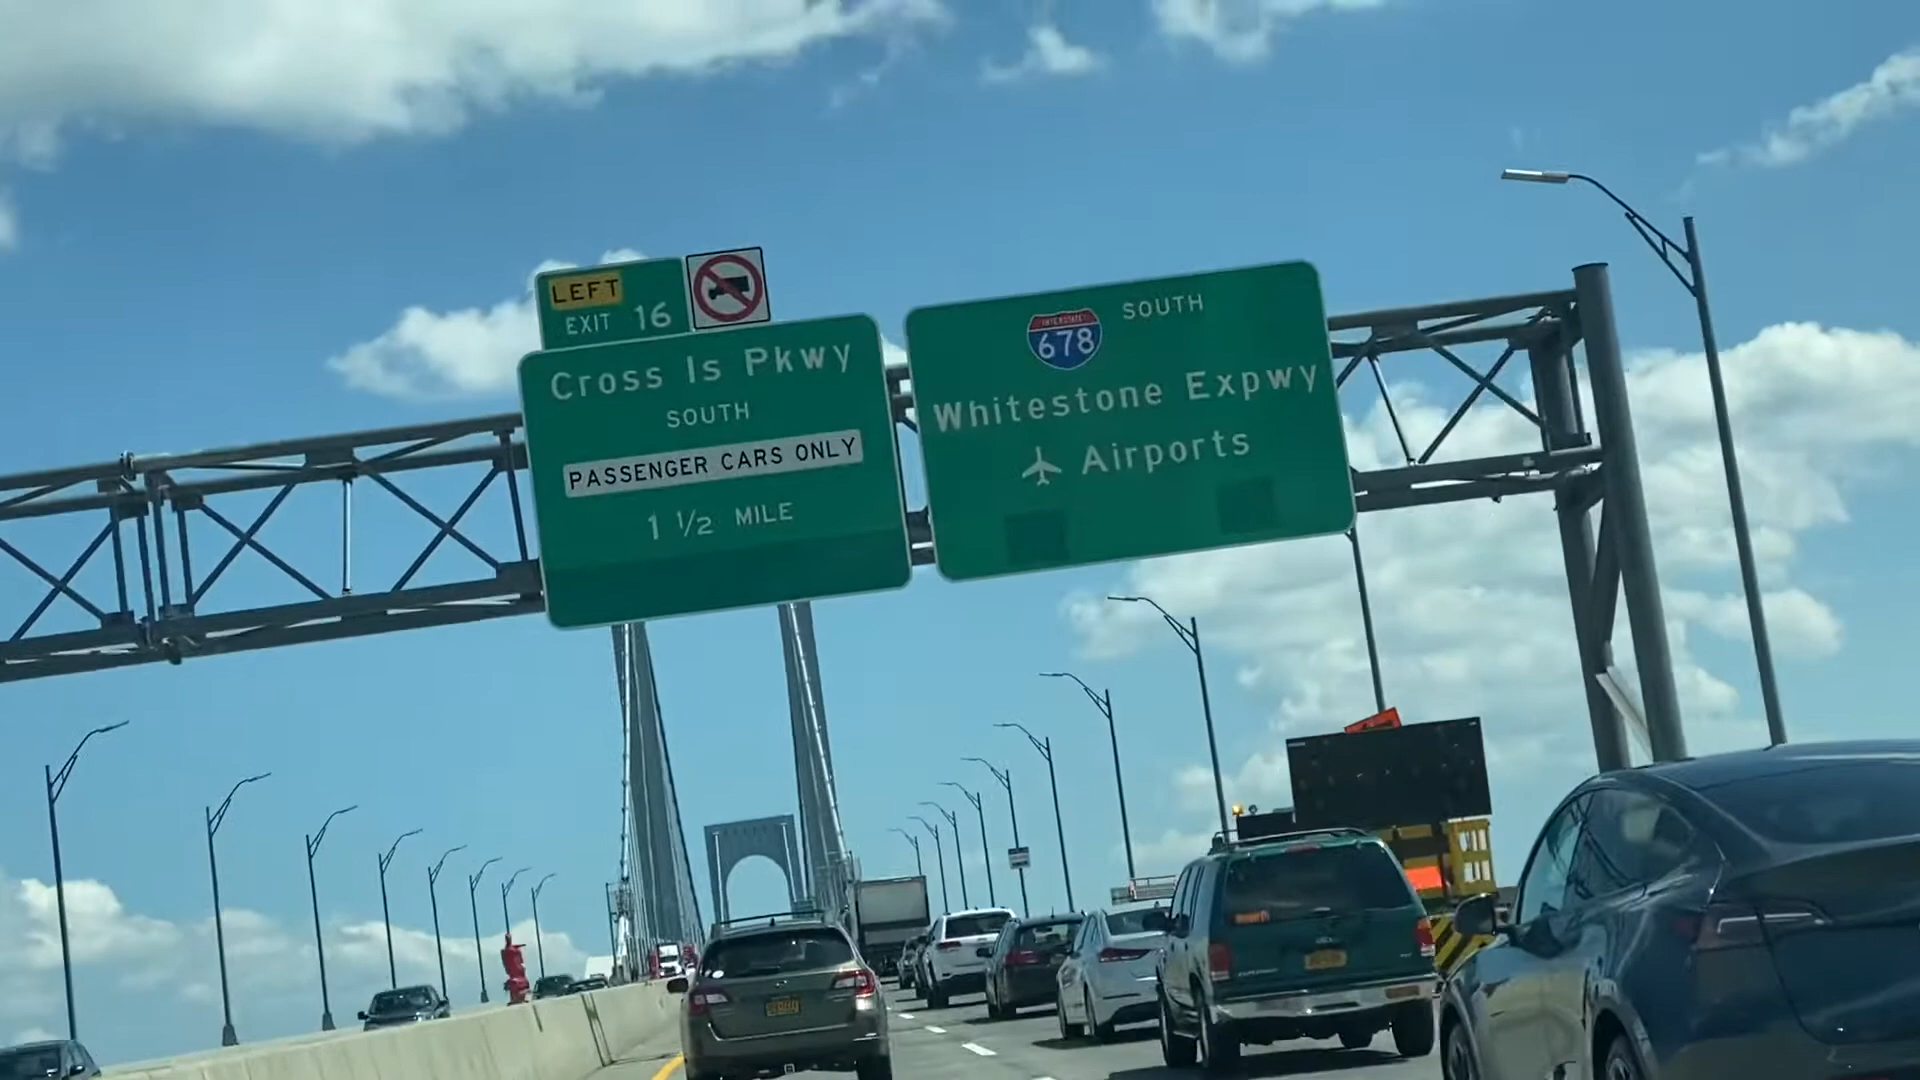 LEFT
EXIT 16
Cross Is Pkwy
SOUTH
PASSENGER CARS ONLY
1 1/2 MILE
INTERSTATE
678
SOUTH
Whitestone Expwy
Airports